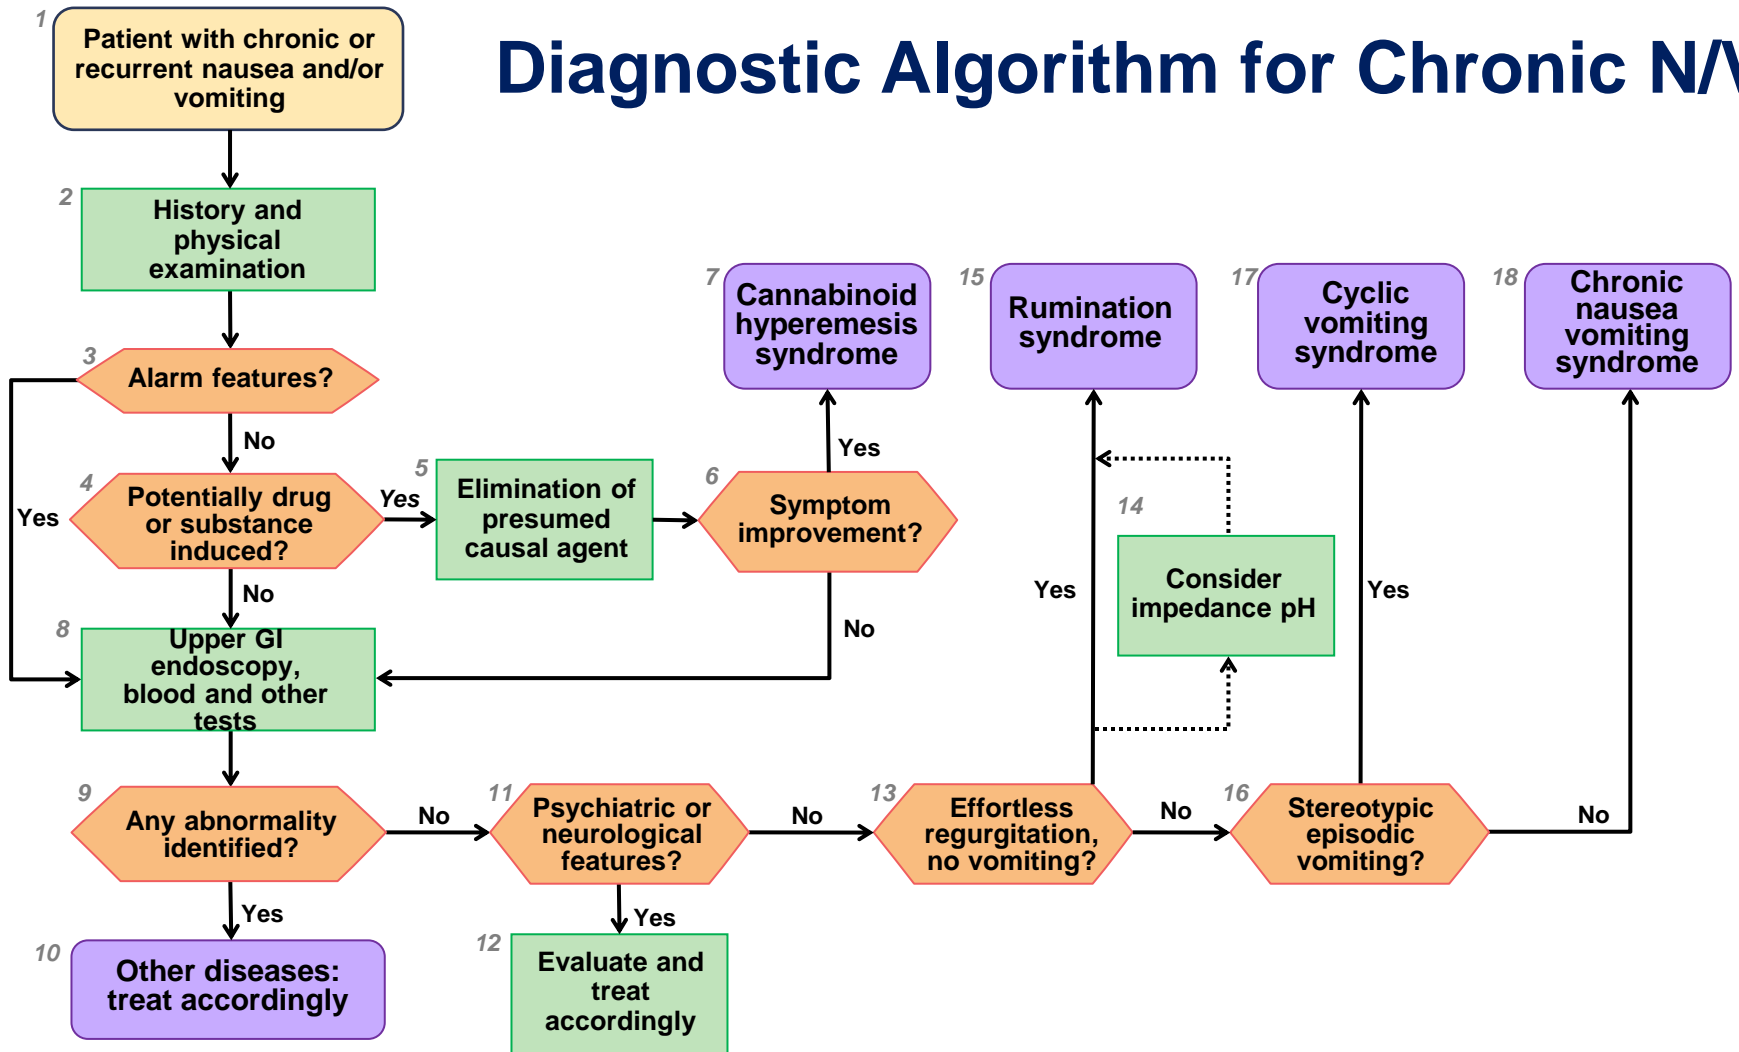 Diagnostic Algorithm for Chronic N/V
1
Patient with chronic or
recurrent nausea and/or
vomiting
2
History and
physical
examination
3
Alarm features?
Yes
No
4
Potentially drug
or substance
induced?
Yes
No
5
Elimination of
presumed
causal agent
6
Symptom
improvement?
Yes
No
7
Cannabinoid
hyperemesis
syndrome
8
Upper GI
endoscopy,
blood and other
tests
9
Any abnormality
identified?
No
Yes
10
Other diseases:
treat accordingly
11
Psychiatric or
neurological
features?
No
Yes
12
Evaluate and
treat
accordingly
13
Effortless
regurgitation,
no vomiting?
Yes
No
14
Consider
impedance pH
15
Rumination
syndrome
16
Stereotypic
episodic
vomiting?
Yes
No
17
Cyclic
vomiting
syndrome
18
Chronic
nausea
vomiting
syndrome